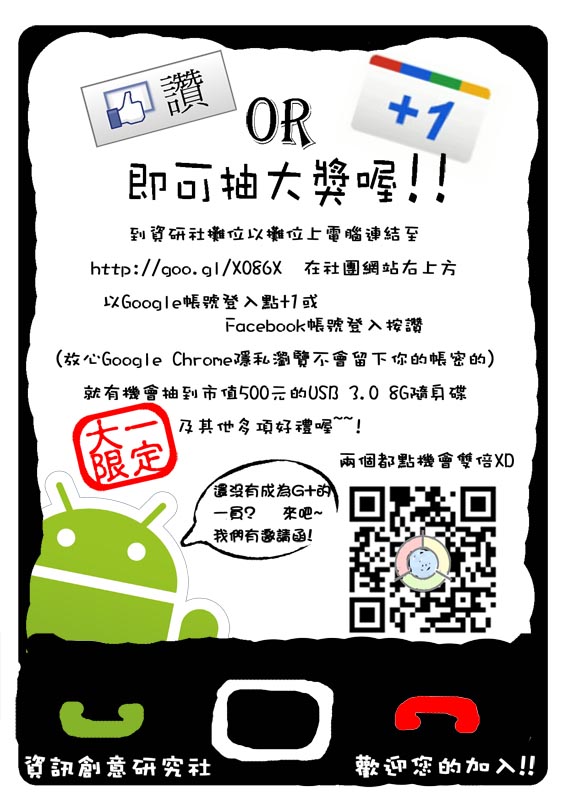 讚
OR
+1
即可抽大獎喔!!
到資研社攤位以攤位上電腦連結至
http://goo.gl/XO86X 在社團網站右上方
以Google帳號登入點+1或
Facebook帳號登入按讚
(放心Google Chrome隱私瀏覽不會留下你的帳密的)
就有機會抽到市值500元的USB 3.0 8G隨身碟
及其他多項好禮喔~~!
大一
限定
兩個都點機會雙倍XD
還沒有成為G+的
一員? 來吧~
我們有邀請函!
資訊創意研究社
歡迎您的加入!!